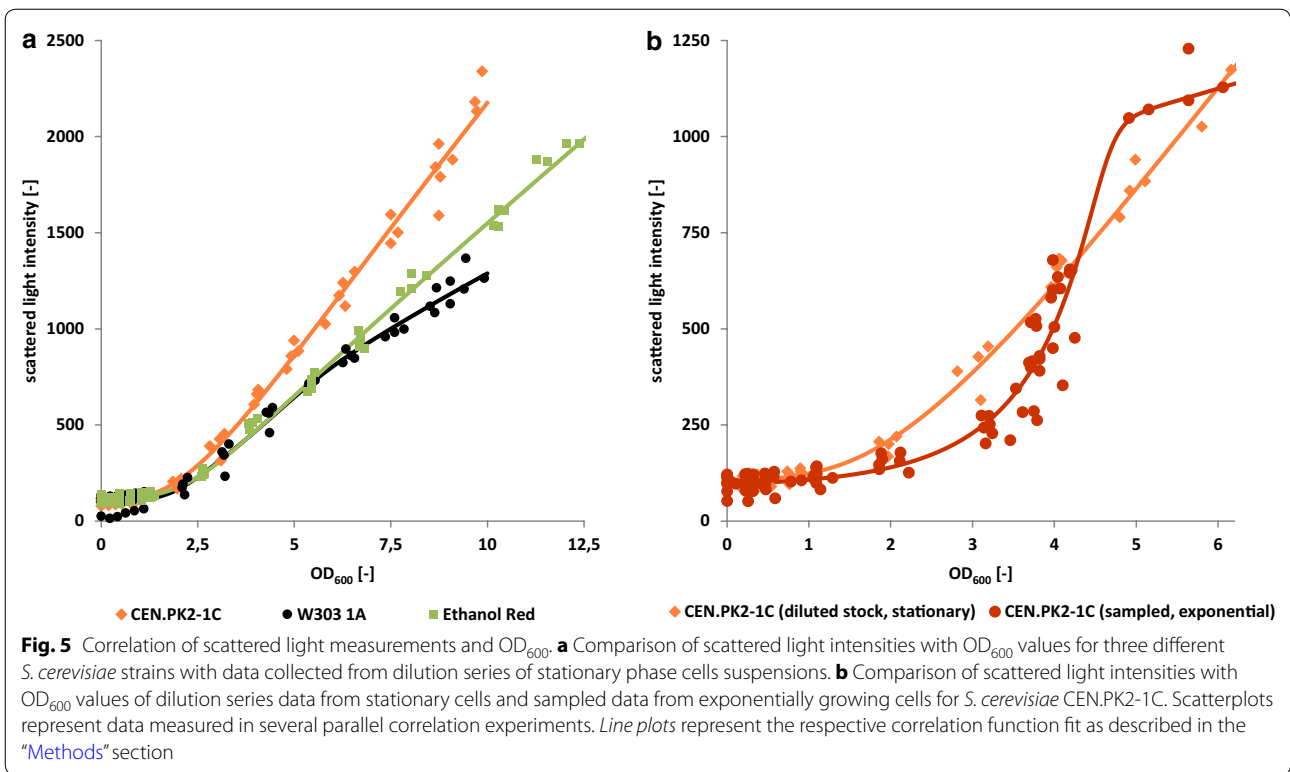 a
2500
2000
1500
1000
500
0
scattered light intensity [-]
0 2,5 5 7,5 10 12,5
OD600 [-]
CEN.PK2-1C W303 1A Ethanol Red
b
1250
1000
750
500
250
0
scattered light intensity [-]
0 1 2 3 4 5 6
OD600 [-]
CEN.PK2-1C (diluted stock, stationary) CEN.PK2-1C (sampled, exponential)
Fig. 5 Correlation of scattered light measurements and OD600. a Comparison of scattered light intensities with OD600 values for three different
S. cerevisiae strains with data collected from dilution series of stationary phase cells suspensions. b Comparison of scattered light intensities with
OD600 values of dilution series data from stationary cells and sampled data from exponentially growing cells for S. cerevisiae CEN.PK2-1C. Scatterplots
represent data measured in several parallel correlation experiments. Line plots represent the respective correlation function fit as described in the
“Methods” section